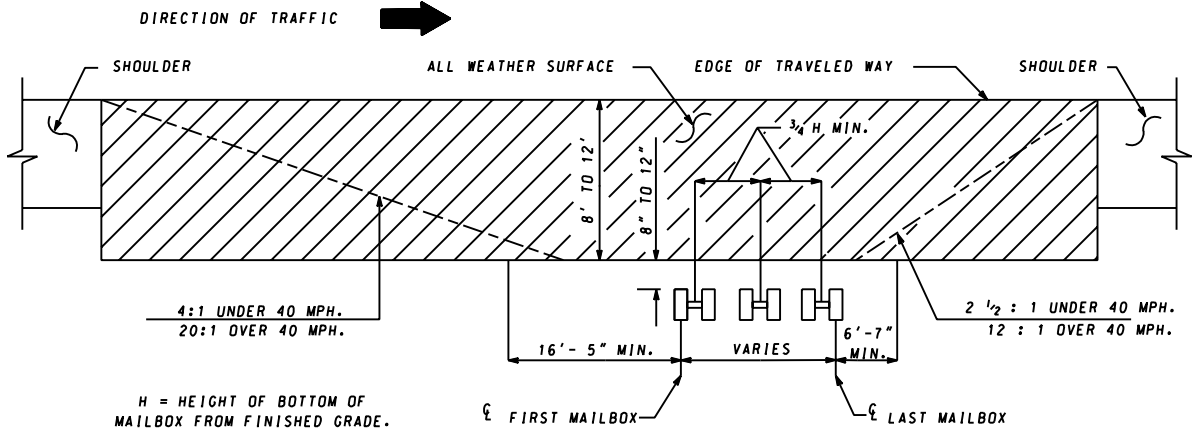 DIRECTION OF TRAFFIC
SHOULDER
ALL WEATHER SURFACE
EDGE OF TRAVELED WAY
SHOULDER
3/4 H MIN.
8' TO 12'
8" TO 12"
4:1 UNDER 40 MPH.
20:1 OVER 40 MPH.
2 1/2 : 1 UNDER 40 MPH.
12 : 1 OVER 40 MPH.
16'- 5" MIN.
VARIES
6'-7"
MIN.
H = HEIGHT OF BOTTOM OF
MAILBOX FROM FINISHED GRADE.
℄ FIRST MAILBOX
℄ LAST MAILBOX